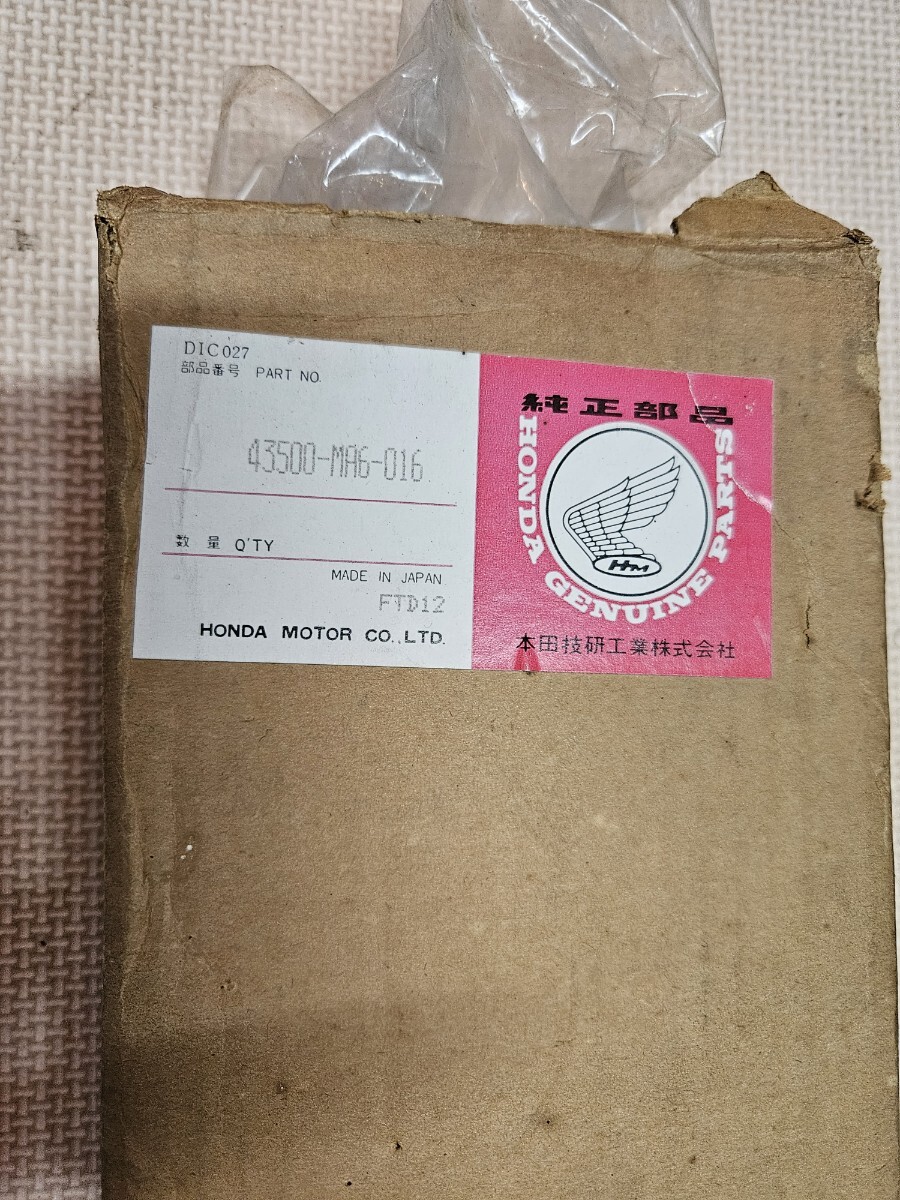 DIC027
部品番号 PART NO.
43500-MA6-016
数量 Q'TY
MADE IN JAPAN
FTD12
HONDA MOTOR CO.,LTD.
純正部品
HONDA GENUINE PARTS
HM
本田技研工業株式会社